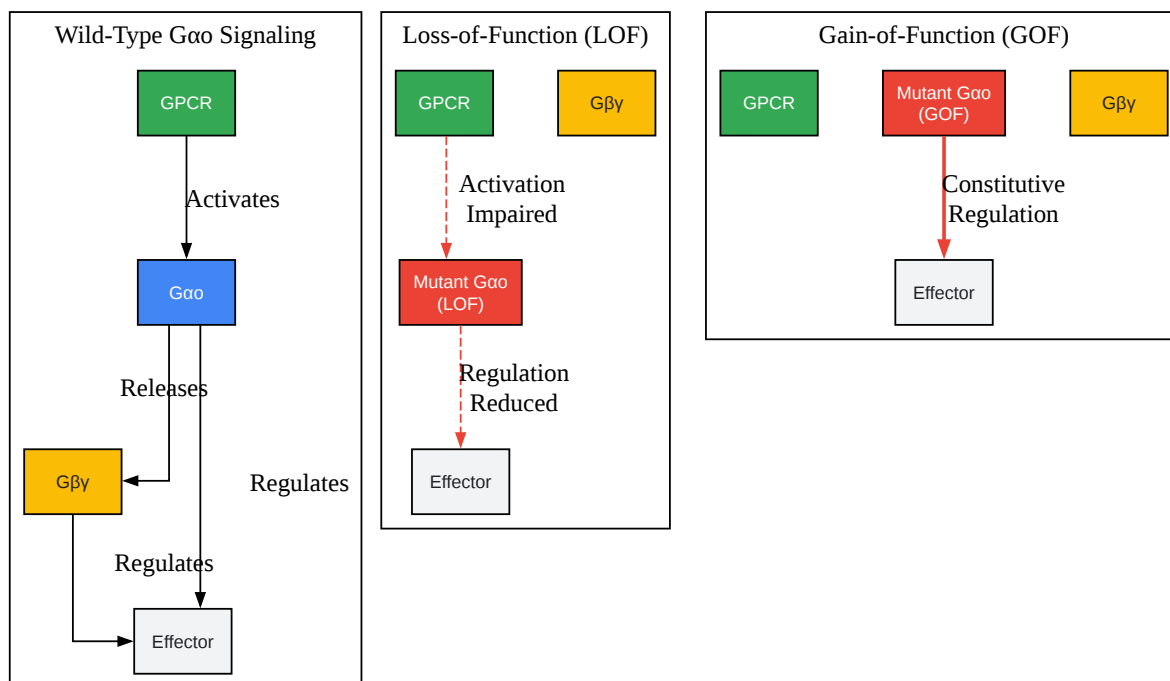 Wild-Type Gαo Signaling
GPCR
Activates
Gαo
Releases
Gβγ
Regulates
Regulates
Effector
Loss-of-Function (LOF)
GPCR
Gβγ
Activation
Impaired
Mutant Gαo
(LOF)
Regulation
Reduced
Effector
Gain-of-Function (GOF)
GPCR
Mutant Gαo
(GOF)
Gβγ
Constitutive
Regulation
Effector